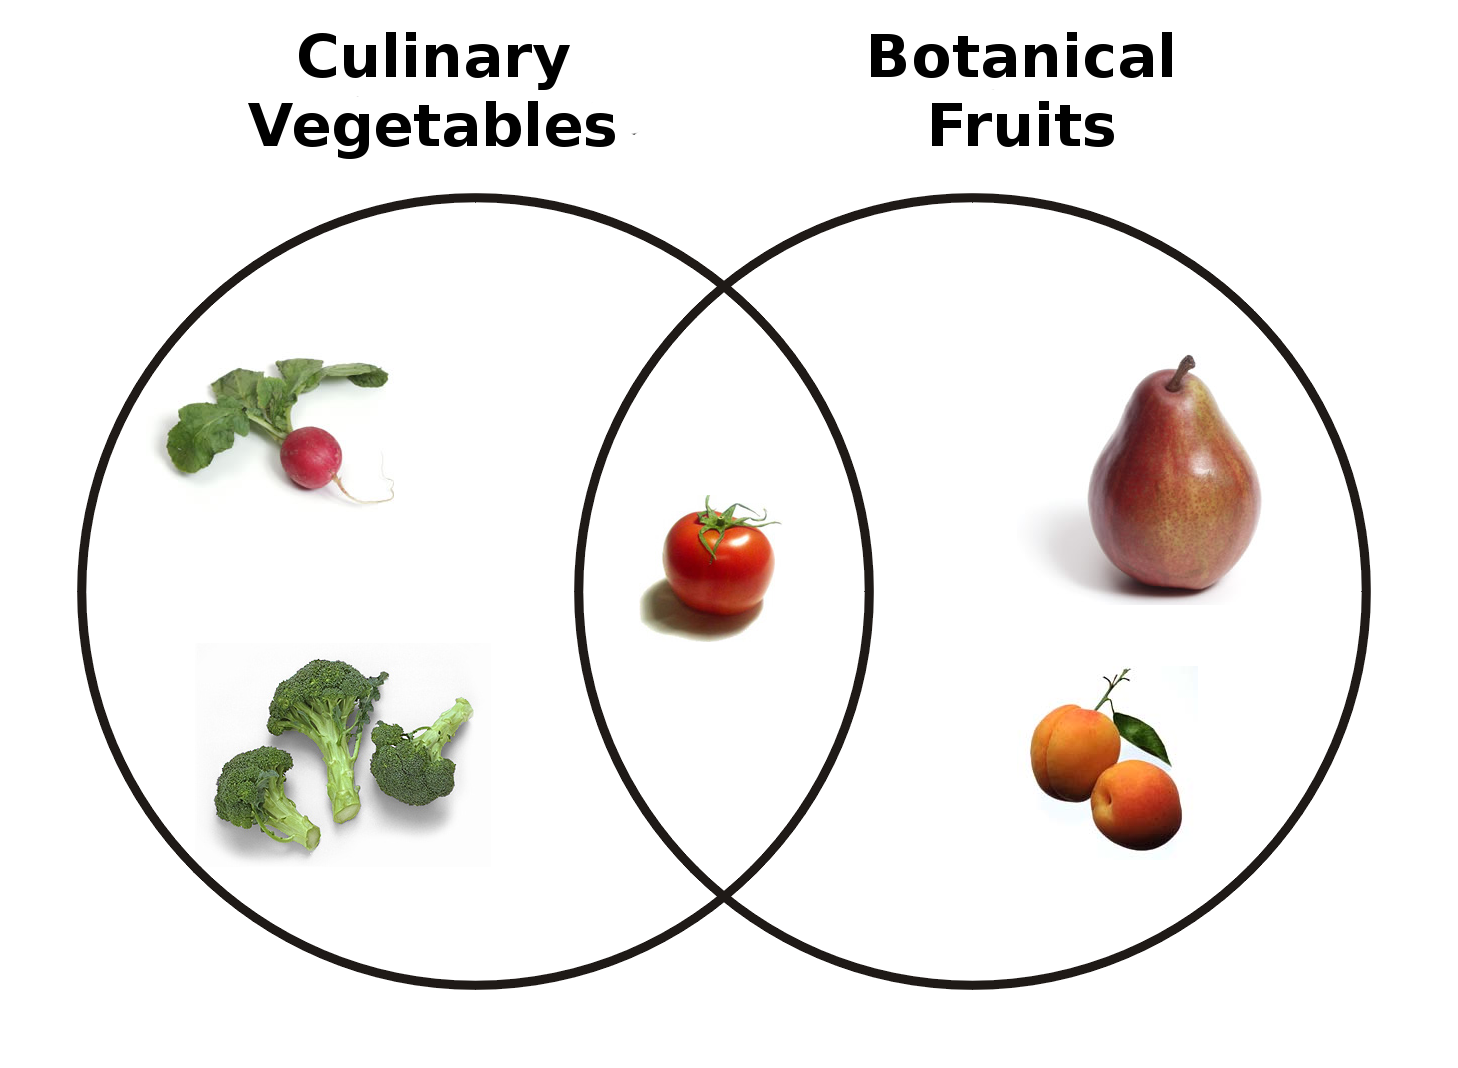 Culinary
Vegetables
Botanical
Fruits